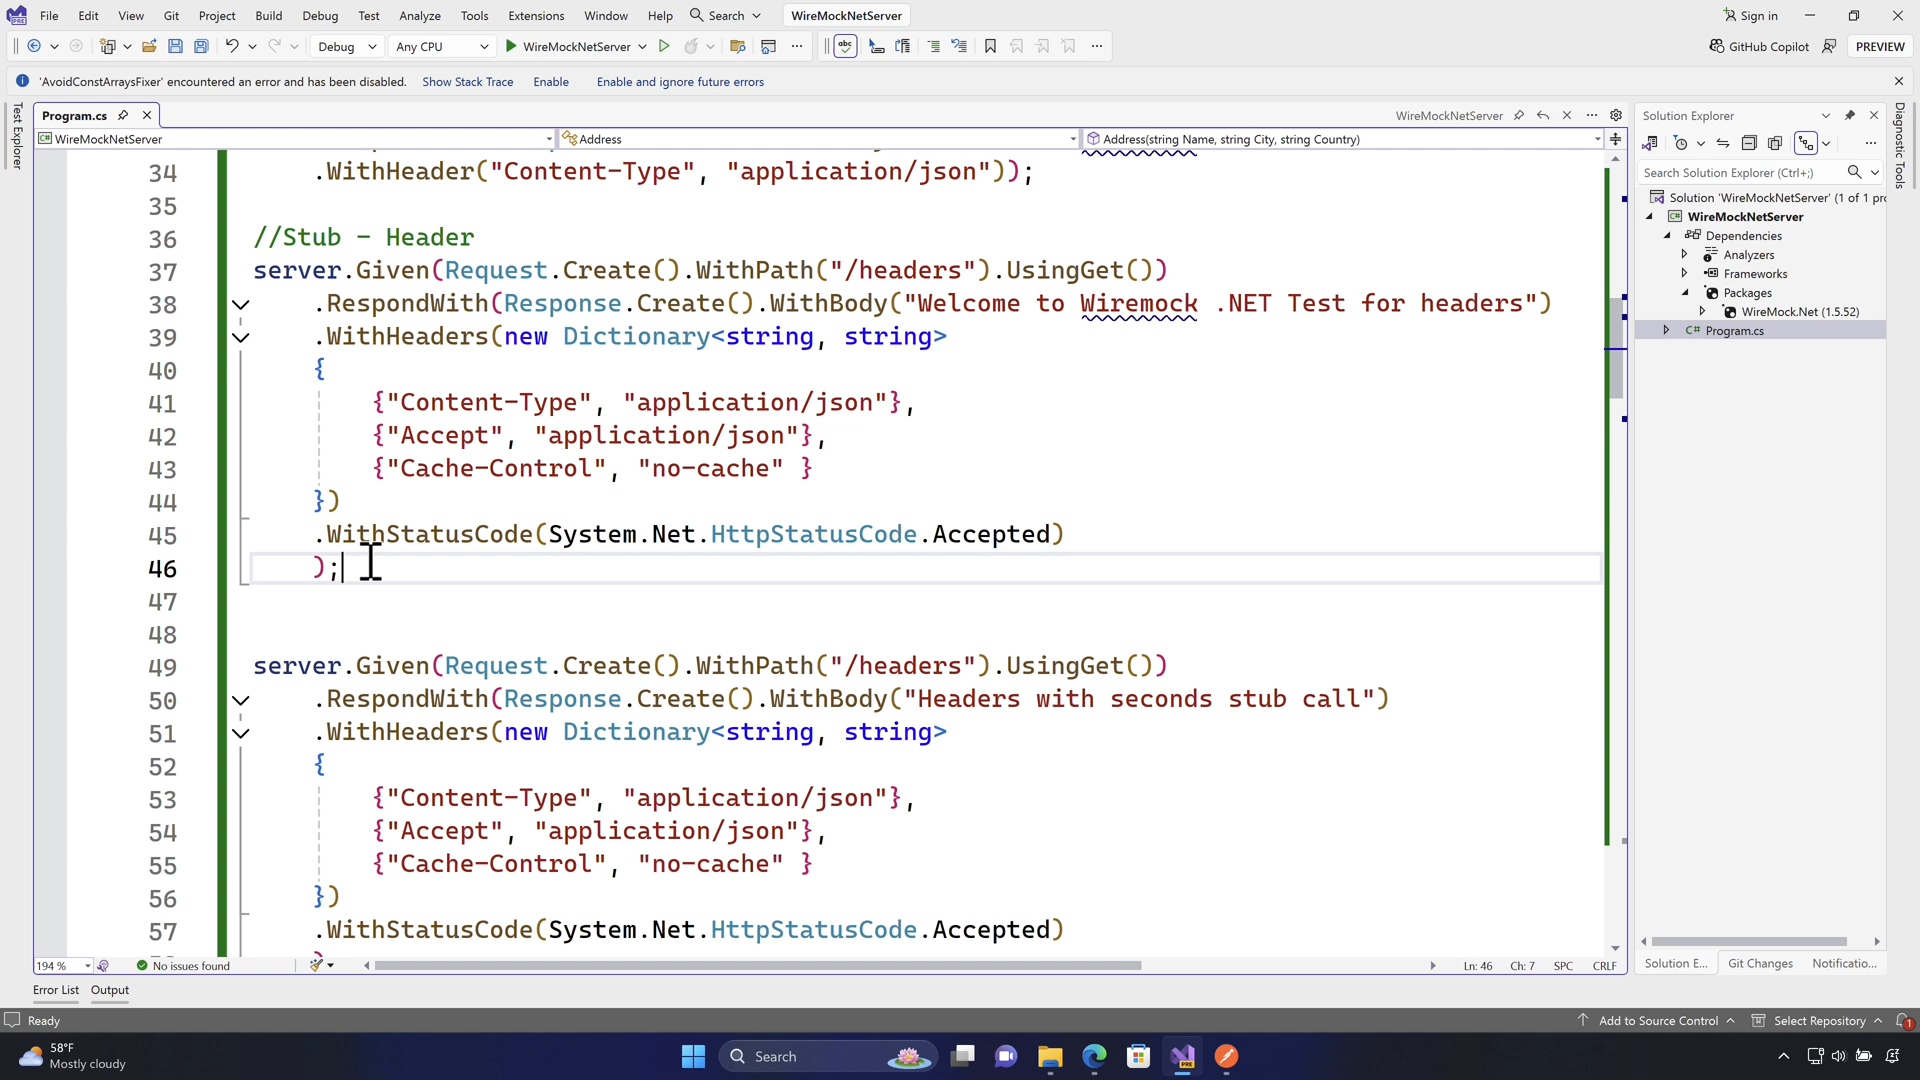 File Edit View Git Project Build Debug Test Analyze Tools Extensions Window Help Search WireMockNetServer Sign in
Debug Any CPU WireMockNetServer abc GitHub Copilot PREVIEW
'AvoidConstArraysFixer' encountered an error and has been disabled. Show Stack Trace Enable Enable and ignore future errors
Test Explorer
Program.cs WireMockNetServer
WireMockNetServer Address Address(string Name, string City, string Country)
34 .WithHeader("Content-Type", "application/json"));
35
36 //Stub - Header
37 server.Given(Request.Create().WithPath("/headers").UsingGet())
38 .RespondWith(Response.Create().WithBody("Welcome to Wiremock .NET Test for headers")
39 .WithHeaders(new Dictionary<string, string>
40 {
41 {"Content-Type", "application/json"},
42 {"Accept", "application/json"},
43 {"Cache-Control", "no-cache" }
44 })
45 .WithStatusCode(System.Net.HttpStatusCode.Accepted)
46 );
47
48
49 server.Given(Request.Create().WithPath("/headers").UsingGet())
50 .RespondWith(Response.Create().WithBody("Headers with seconds stub call")
51 .WithHeaders(new Dictionary<string, string>
52 {
53 {"Content-Type", "application/json"},
54 {"Accept", "application/json"},
55 {"Cache-Control", "no-cache" }
56 })
57 .WithStatusCode(System.Net.HttpStatusCode.Accepted)
194 % No issues found Ln: 46 Ch: 7 SPC CRLF
Solution Explorer
Search Solution Explorer (Ctrl+;)
Solution 'WireMockNetServer' (1 of 1 pr
WireMockNetServer
Dependencies
Analyzers
Frameworks
Packages
WireMock.Net (1.5.52)
C# Program.cs
Solution E... Git Changes Notificatio...
Diagnostic Tools
Error List Output
Ready Add to Source Control Select Repository 1
58°F
Mostly cloudy
Search
PRE